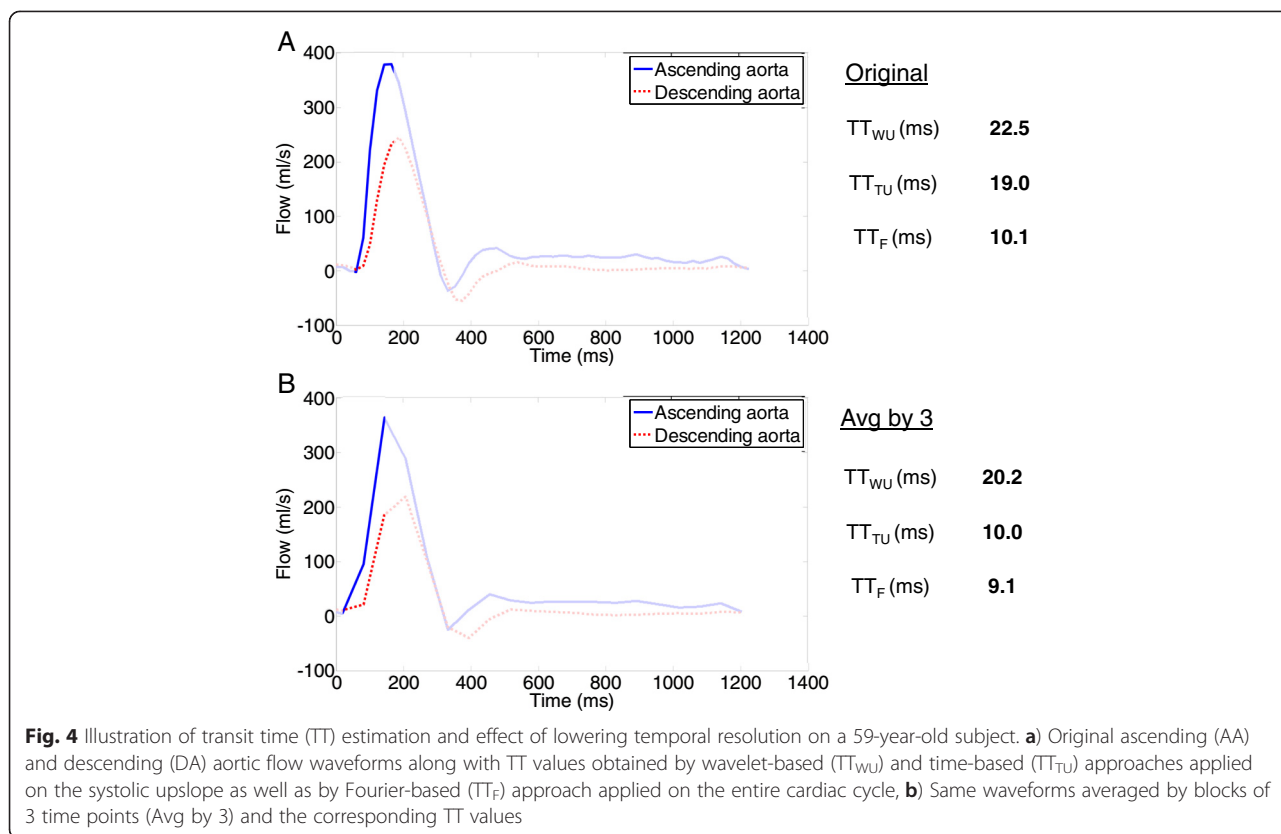 A
400
300
200
100
0
-100
Flow (ml/s)
0 200 400 600 800 1000 1200 1400
Time (ms)
Ascending aorta
Descending aorta
Original
TT_WU (ms) 22.5
TT_TU (ms) 19.0
TT_F (ms) 10.1
B
400
300
200
100
0
-100
Flow (ml/s)
0 200 400 600 800 1000 1200 1400
Time (ms)
Ascending aorta
Descending aorta
Avg by 3
TT_WU (ms) 20.2
TT_TU (ms) 10.0
TT_F (ms) 9.1
Fig. 4 Illustration of transit time (TT) estimation and effect of lowering temporal resolution on a 59-year-old subject. a) Original ascending (AA)
and descending (DA) aortic flow waveforms along with TT values obtained by wavelet-based (TT_WU) and time-based (TT_TU) approaches applied
on the systolic upslope as well as by Fourier-based (TT_F) approach applied on the entire cardiac cycle, b) Same waveforms averaged by blocks of
3 time points (Avg by 3) and the corresponding TT values